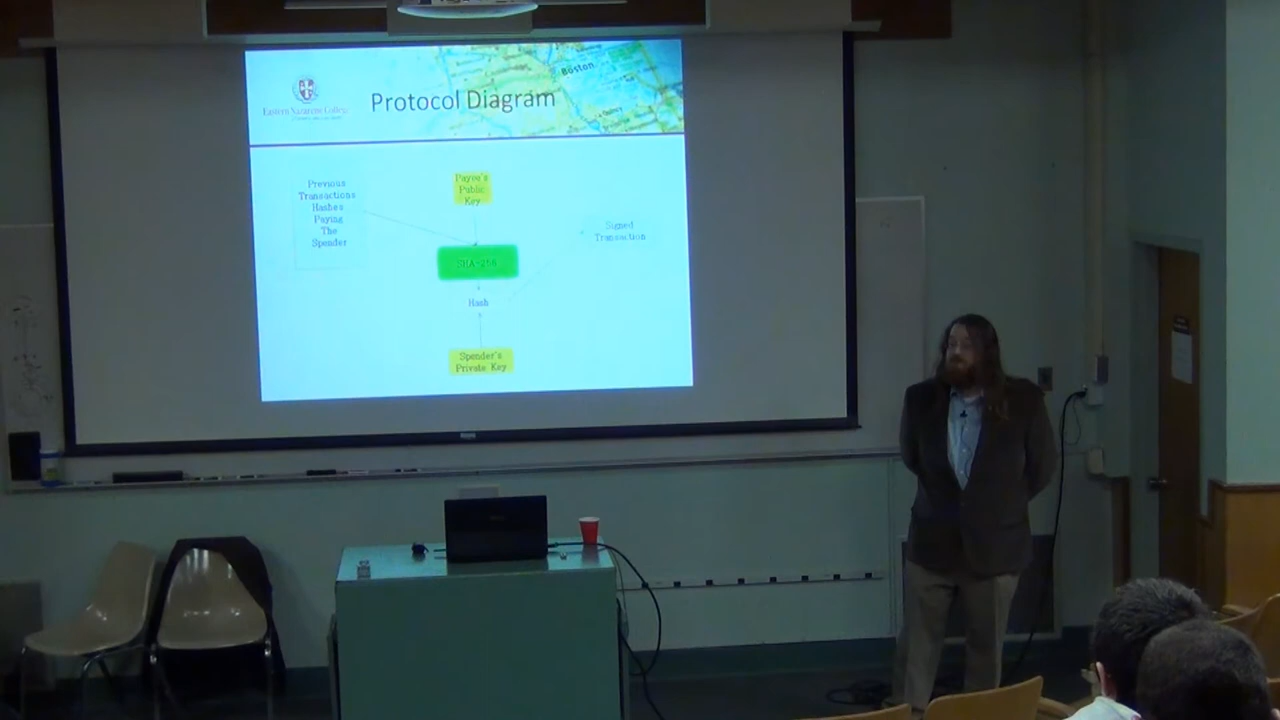 Boston
Eastern Nazarene College
Protocol Diagram
Previous
Transactions
Hashes
Paying
The
Spender
Payee's
Public
Key
Signed
Transaction
SHA-256
Hash
Spender's
Private Key